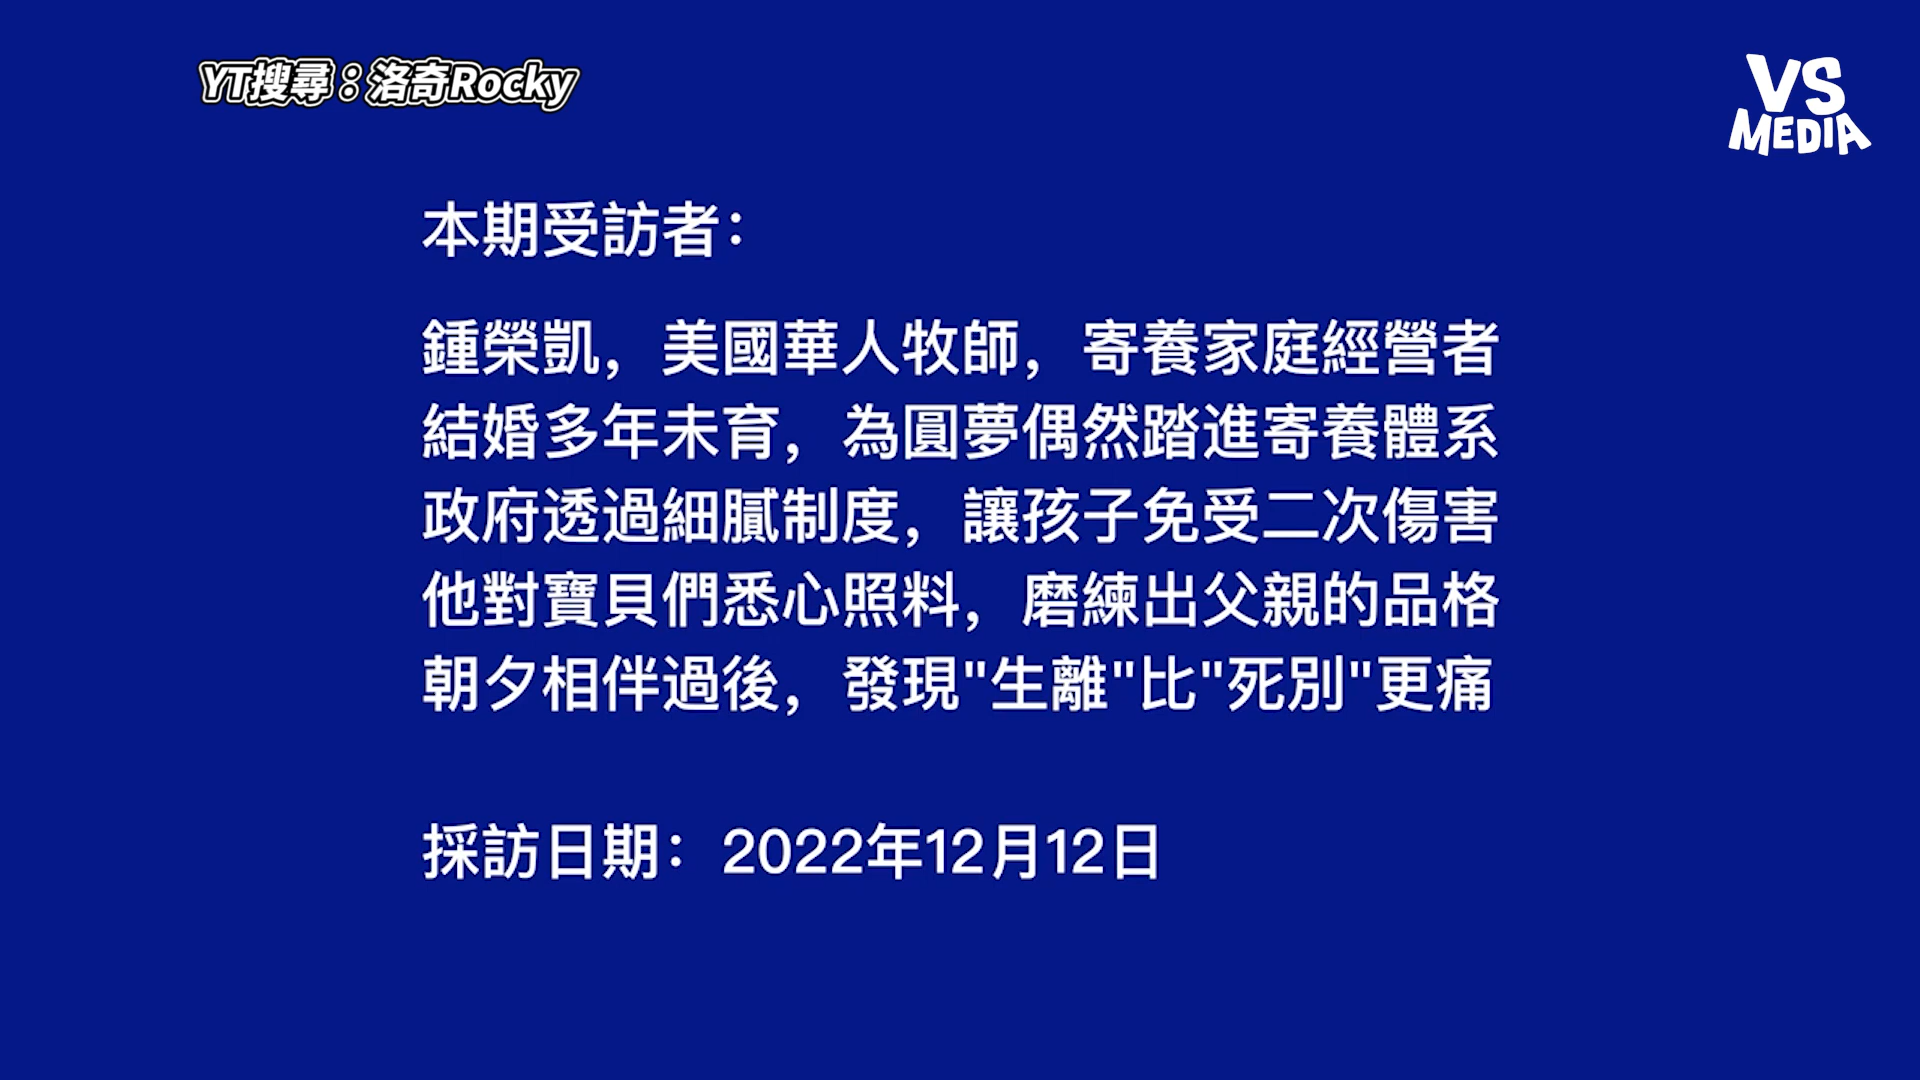 YT搜尋：洛奇Rocky
VS
MEDIA
本期受訪者：
鍾榮凱，美國華人牧師，寄養家庭經營者
結婚多年未育，為圓夢偶然踏進寄養體系
政府透過細膩制度，讓孩子免受二次傷害
他對寶貝們悉心照料，磨練出父親的品格
朝夕相伴過後，發現"生離"比"死別"更痛
採訪日期：2022年12月12日